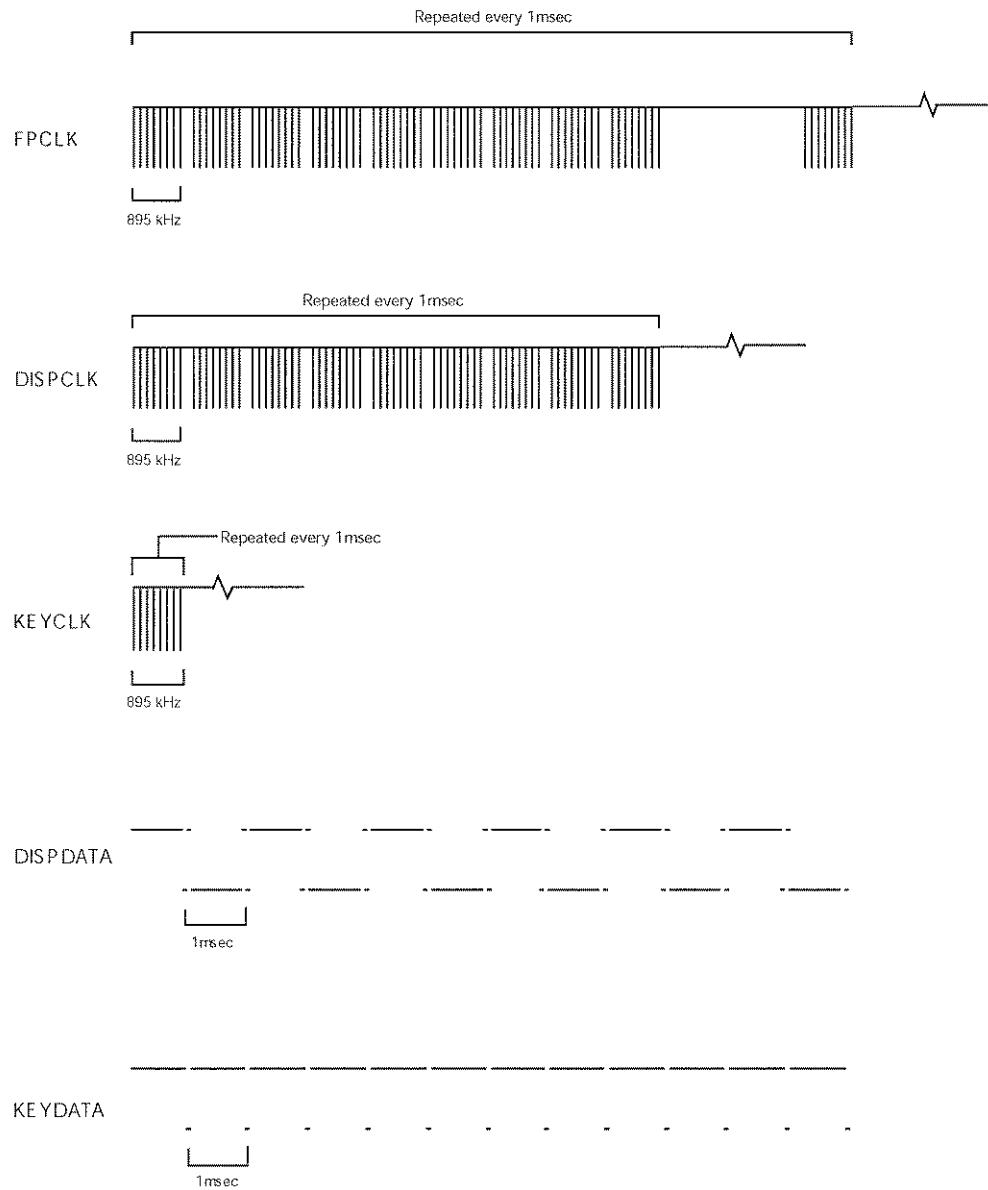 Repeated every 1msec
FPCLK
895 kHz
Repeated every 1msec
DISPCLK
895 kHz
Repeated every 1msec
KEYCLK
895 kHz
DISPDATA
1msec
KEYDATA
1msec